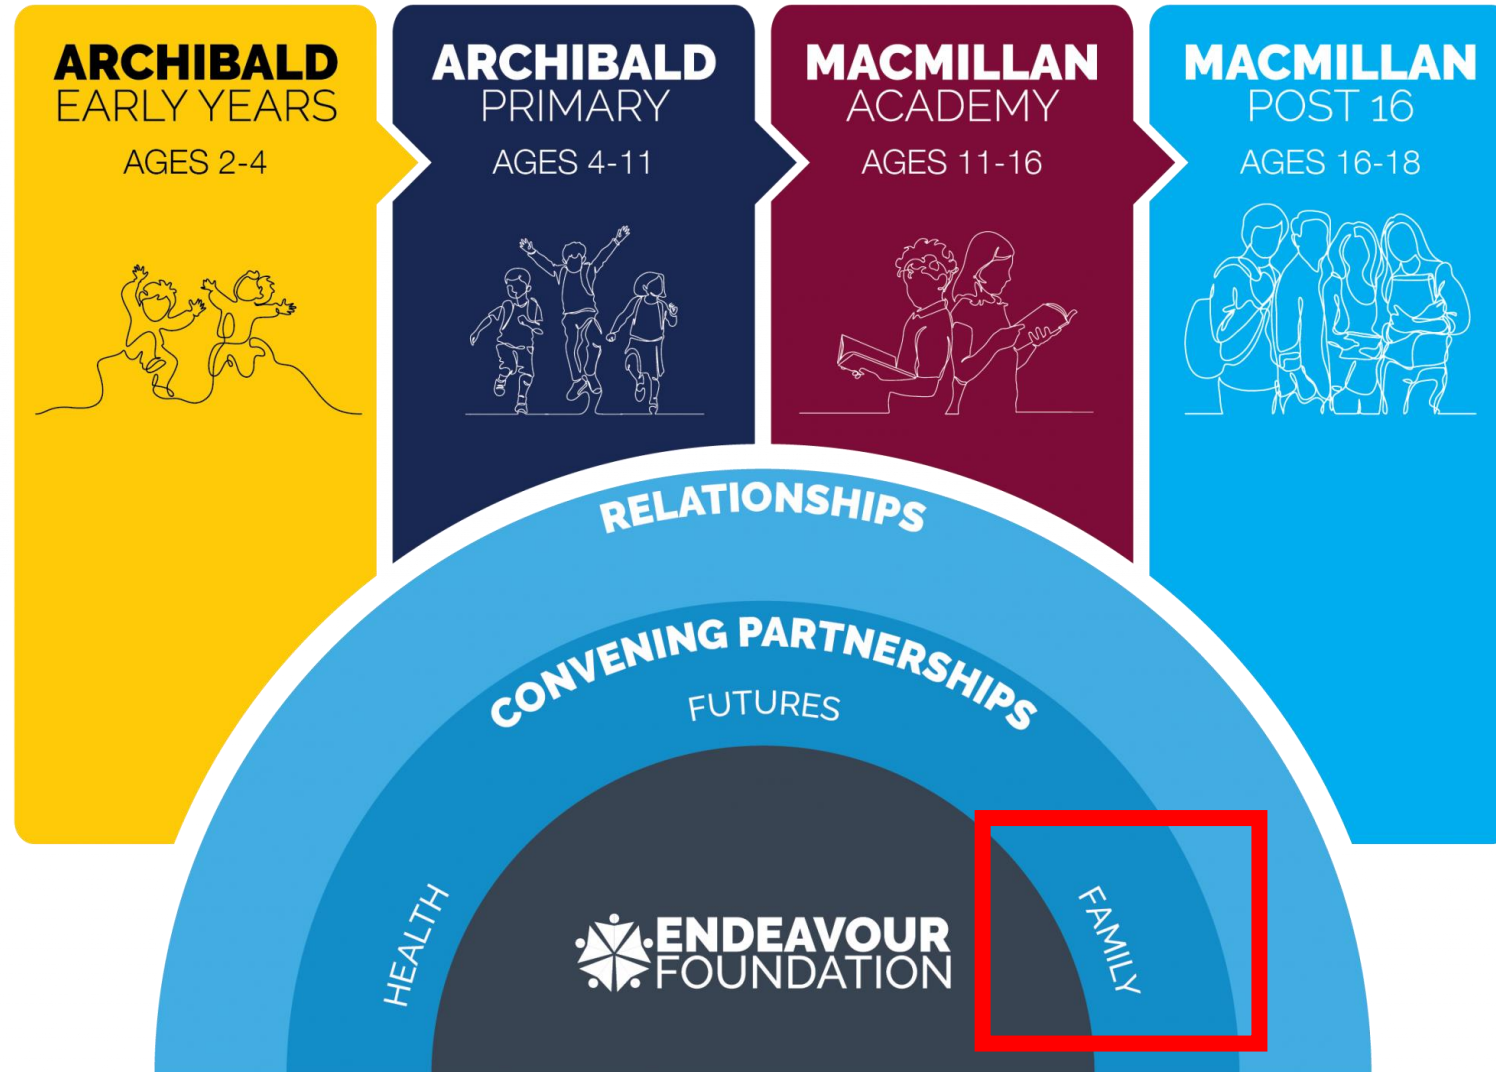 ARCHIBALD
EARLY YEARS
AGES 2-4
ARCHIBALD
PRIMARY
AGES 4-11
MACMILLAN
ACADEMY
AGES 11-16
MACMILLAN
POST 16
AGES 16-18
RELATIONSHIPS
CONVENING PARTNERSHIPS
FUTURES
HEALTH
FAMILY
ENDEAVOUR
FOUNDATION